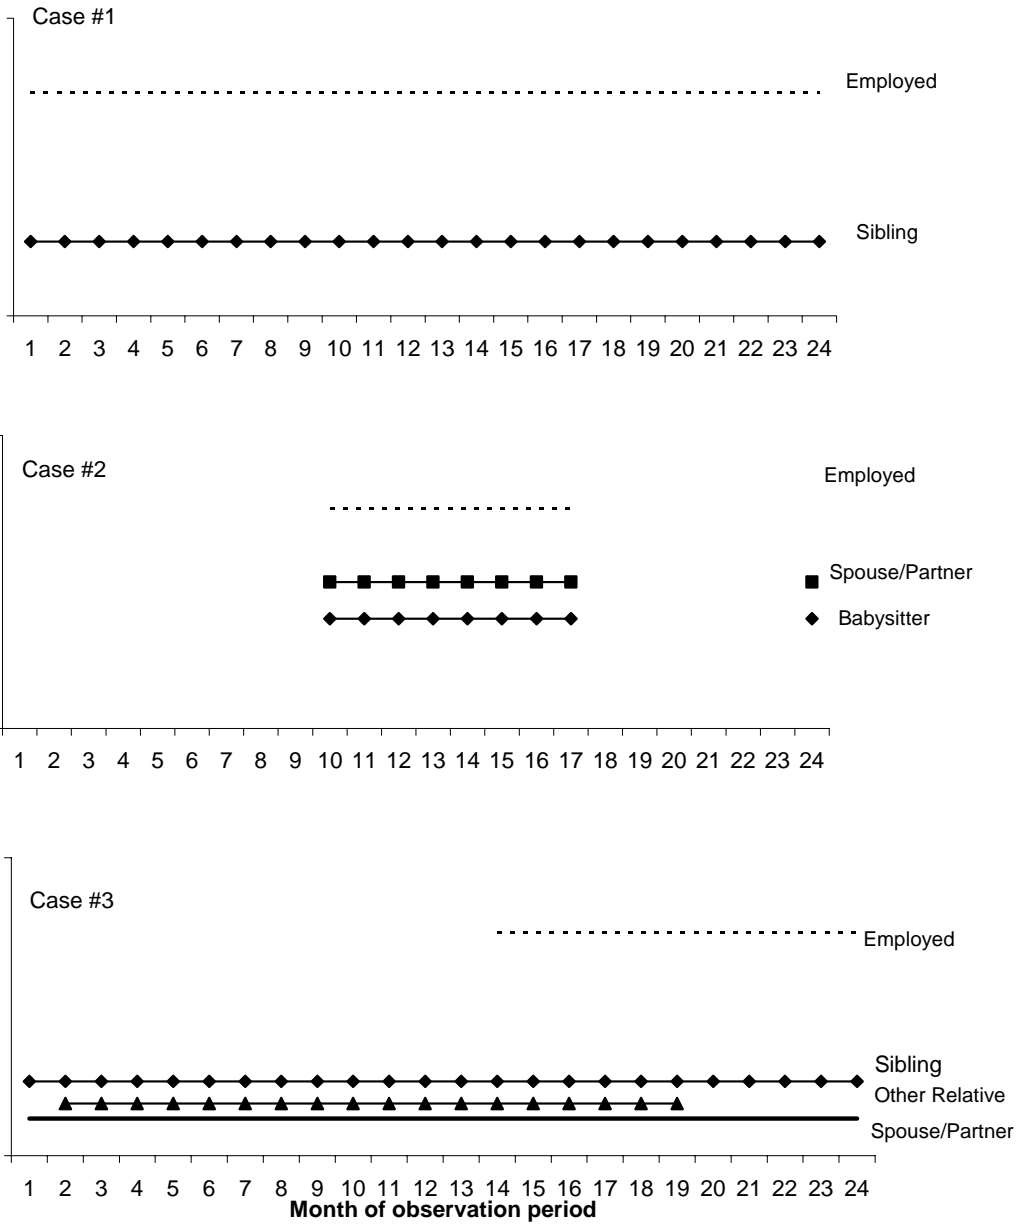 Case #1
Employed
Sibling
1 2 3 4 5 6 7 8 9 10 11 12 13 14 15 16 17 18 19 20 21 22 23 24
Case #2
Employed
Spouse/Partner
Babysitter
1 2 3 4 5 6 7 8 9 10 11 12 13 14 15 16 17 18 19 20 21 22 23 24
Case #3
Employed
Sibling
Other Relative
Spouse/Partner
1 2 3 4 5 6 7 8 9 10 11 12 13 14 15 16 17 18 19 20 21 22 23 24
Month of observation period